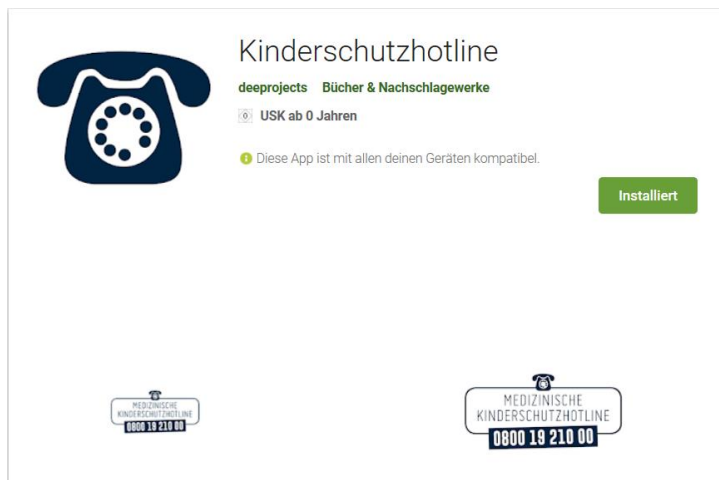 Kinderschutzhotline
deeprojects Bücher & Nachschlagewerke
0 USK ab 0 Jahren
Diese App ist mit allen deinen Geräten kompatibel.
Installiert
MEDIZINISCHE
KINDERSCHUTZHOTLINE
0800 19 210 00
MEDIZINISCHE
KINDERSCHUTZHOTLINE
0800 19 210 00